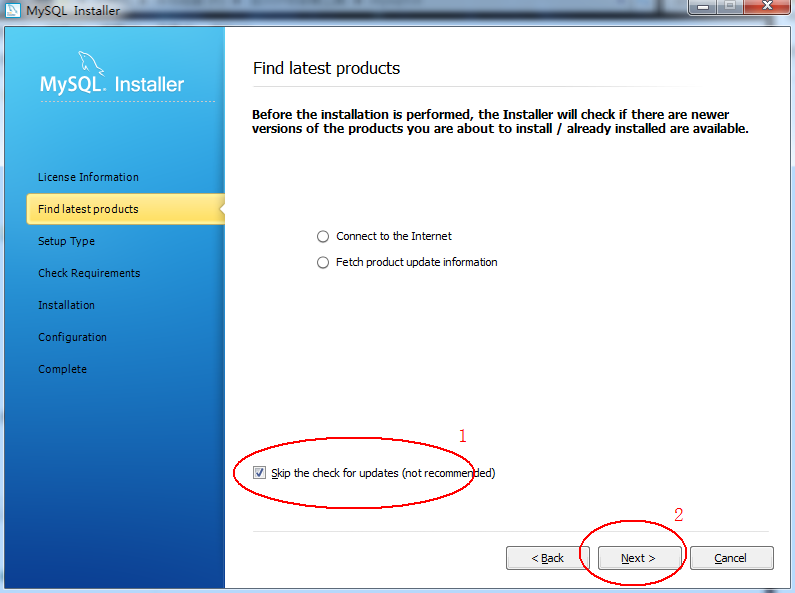 MySQL Installer
MySQL. Installer
License Information
Find latest products
Setup Type
Check Requirements
Installation
Configuration
Complete
Find latest products
Before the installation is performed, the Installer will check if there are newer
versions of the products you are about to install / already installed are available.
Connect to the Internet
Fetch product update information
1
Skip the check for updates (not recommended)
2
< Back
Next >
Cancel